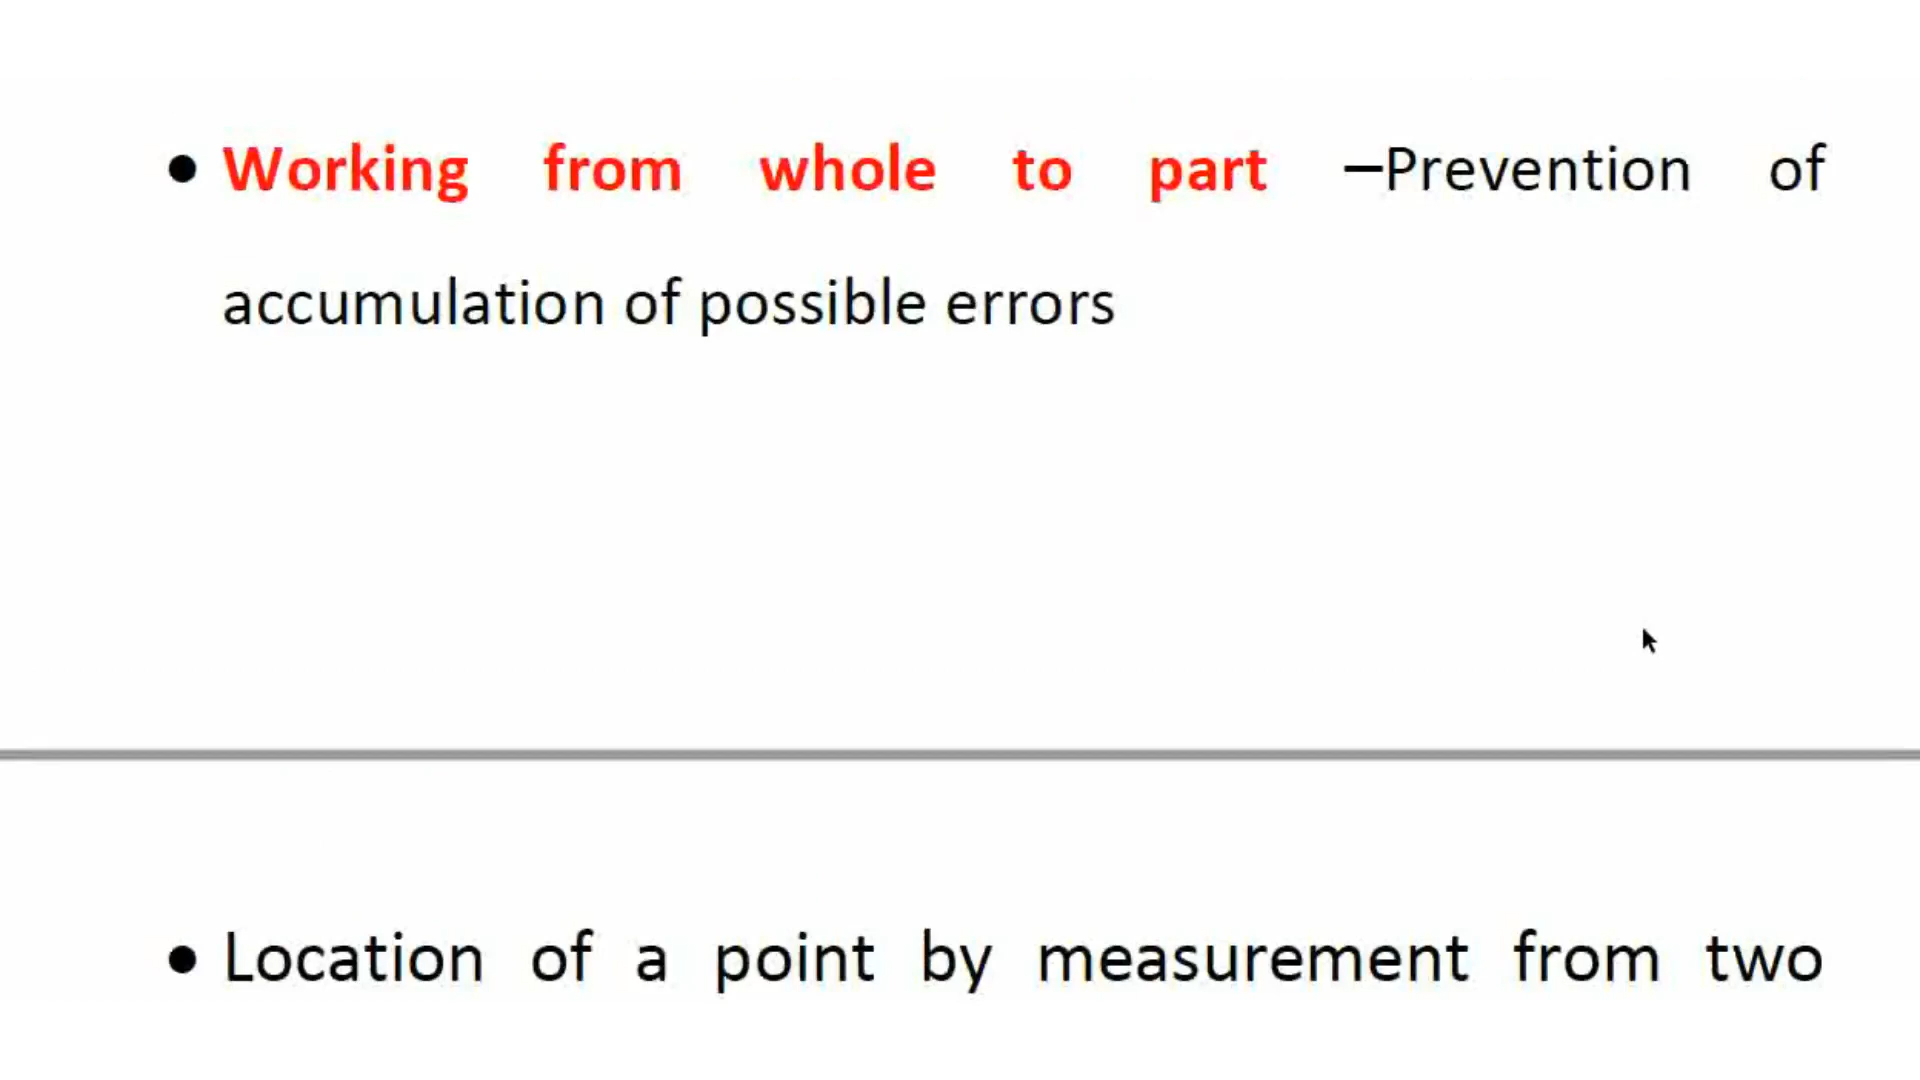 • Working from whole to part –Prevention of
accumulation of possible errors
• Location of a point by measurement from two